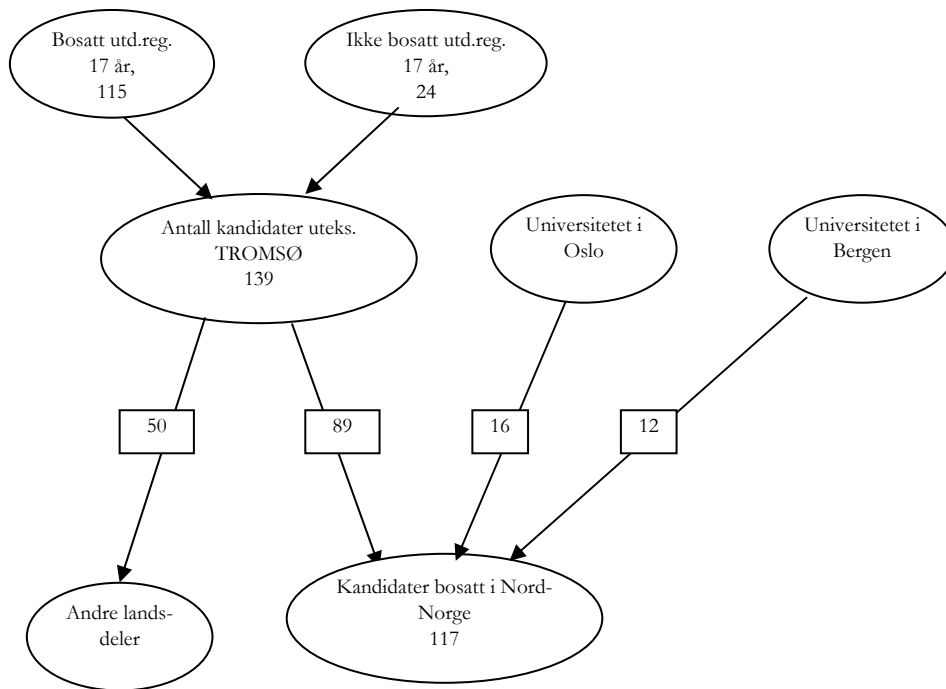 Bosatt utd.reg.
17 år,
115
Ikke bosatt utd.reg.
17 år,
24
Antall kandidater uteks.
TROMSØ
139
Universitetet i
Oslo
Universitetet i
Bergen
50
89
16
12
Andre lands-
deler
Kandidater bosatt i Nord-
Norge
117